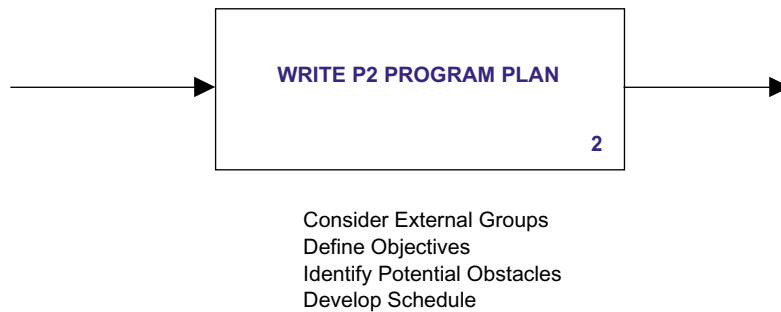 WRITE P2 PROGRAM PLAN
2
Consider External Groups
Define Objectives
Identify Potential Obstacles
Develop Schedule